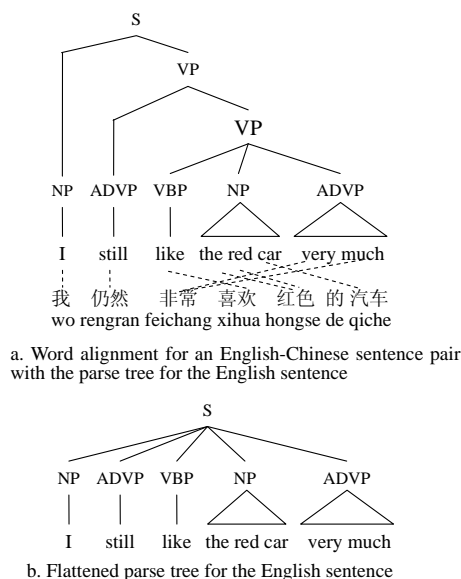 S
VP
VP
NP ADVP VBP NP ADVP
I still like the red car very much
我 仍然 非常 喜欢 红色 的 汽车
wo rengran feichang xihua hongse de qiche
a. Word alignment for an English-Chinese sentence pair
with the parse tree for the English sentence
S
NP ADVP VBP NP ADVP
I still like the red car very much
b. Flattened parse tree for the English sentence